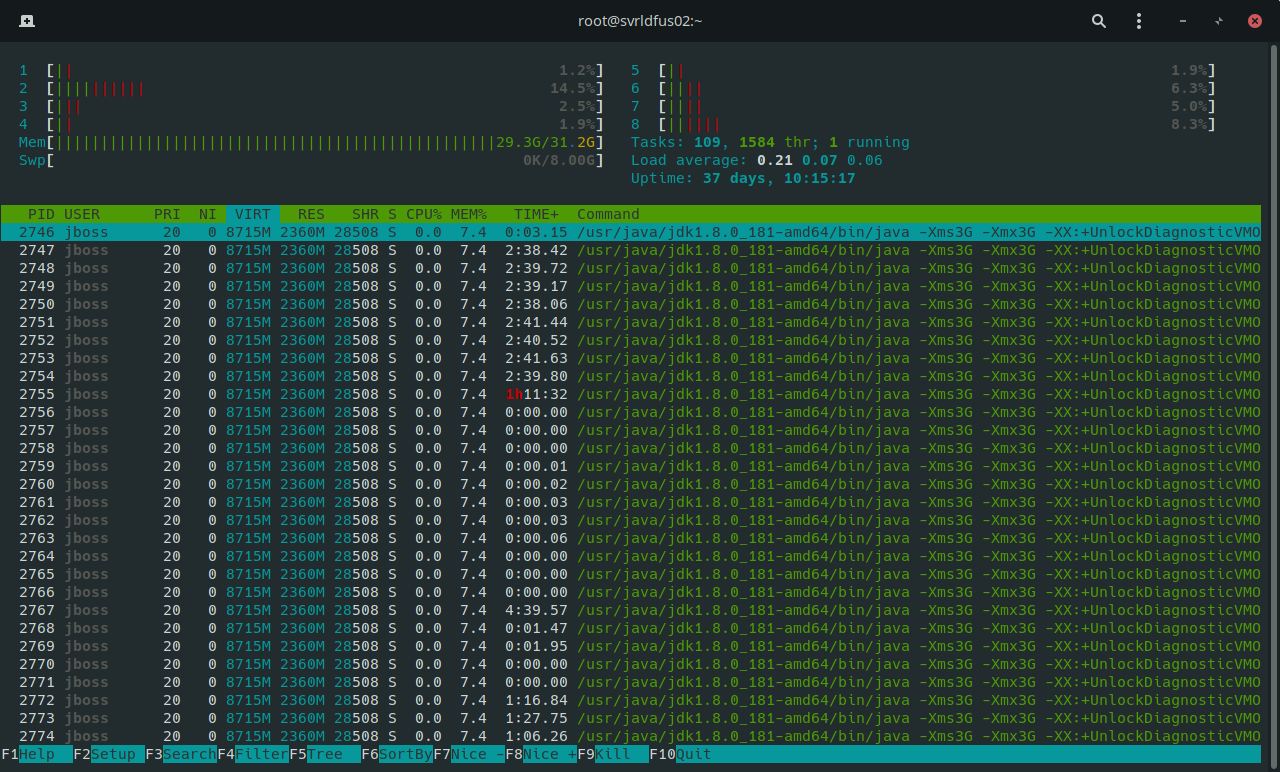 root@svrldfus02:~
1 [|| 1.2%] 5 [|| 1.9%]
2 [|||||||||| 14.5%] 6 [|||| 6.3%]
3 [||| 2.5%] 7 [|||| 5.0%]
4 [|| 1.9%] 8 [|||||| 8.3%]
Mem[|||||||||||||||||||||||||||||||||||||||||||||||||29.3G/31.2G] Tasks: 109, 1584 thr; 1 running
Swp[ 0K/8.00G] Load average: 0.21 0.07 0.06
Uptime: 37 days, 10:15:17
PID USER PRI NI VIRT RES SHR S CPU% MEM% TIME+ Command
2746 jboss 20 0 8715M 2360M 28508 S 0.0 7.4 0:03.15 /usr/java/jdk1.8.0_181-amd64/bin/java -Xms3G -Xmx3G -XX:+UnlockDiagnosticVMO
2747 jboss 20 0 8715M 2360M 28508 S 0.0 7.4 2:38.42 /usr/java/jdk1.8.0_181-amd64/bin/java -Xms3G -Xmx3G -XX:+UnlockDiagnosticVMO
2748 jboss 20 0 8715M 2360M 28508 S 0.0 7.4 2:39.72 /usr/java/jdk1.8.0_181-amd64/bin/java -Xms3G -Xmx3G -XX:+UnlockDiagnosticVMO
2749 jboss 20 0 8715M 2360M 28508 S 0.0 7.4 2:39.17 /usr/java/jdk1.8.0_181-amd64/bin/java -Xms3G -Xmx3G -XX:+UnlockDiagnosticVMO
2750 jboss 20 0 8715M 2360M 28508 S 0.0 7.4 2:38.06 /usr/java/jdk1.8.0_181-amd64/bin/java -Xms3G -Xmx3G -XX:+UnlockDiagnosticVMO
2751 jboss 20 0 8715M 2360M 28508 S 0.0 7.4 2:41.44 /usr/java/jdk1.8.0_181-amd64/bin/java -Xms3G -Xmx3G -XX:+UnlockDiagnosticVMO
2752 jboss 20 0 8715M 2360M 28508 S 0.0 7.4 2:40.52 /usr/java/jdk1.8.0_181-amd64/bin/java -Xms3G -Xmx3G -XX:+UnlockDiagnosticVMO
2753 jboss 20 0 8715M 2360M 28508 S 0.0 7.4 2:41.63 /usr/java/jdk1.8.0_181-amd64/bin/java -Xms3G -Xmx3G -XX:+UnlockDiagnosticVMO
2754 jboss 20 0 8715M 2360M 28508 S 0.0 7.4 2:39.80 /usr/java/jdk1.8.0_181-amd64/bin/java -Xms3G -Xmx3G -XX:+UnlockDiagnosticVMO
2755 jboss 20 0 8715M 2360M 28508 S 0.0 7.4 1h11:32 /usr/java/jdk1.8.0_181-amd64/bin/java -Xms3G -Xmx3G -XX:+UnlockDiagnosticVMO
2756 jboss 20 0 8715M 2360M 28508 S 0.0 7.4 0:00.00 /usr/java/jdk1.8.0_181-amd64/bin/java -Xms3G -Xmx3G -XX:+UnlockDiagnosticVMO
2757 jboss 20 0 8715M 2360M 28508 S 0.0 7.4 0:00.00 /usr/java/jdk1.8.0_181-amd64/bin/java -Xms3G -Xmx3G -XX:+UnlockDiagnosticVMO
2758 jboss 20 0 8715M 2360M 28508 S 0.0 7.4 0:00.00 /usr/java/jdk1.8.0_181-amd64/bin/java -Xms3G -Xmx3G -XX:+UnlockDiagnosticVMO
2759 jboss 20 0 8715M 2360M 28508 S 0.0 7.4 0:00.01 /usr/java/jdk1.8.0_181-amd64/bin/java -Xms3G -Xmx3G -XX:+UnlockDiagnosticVMO
2760 jboss 20 0 8715M 2360M 28508 S 0.0 7.4 0:00.02 /usr/java/jdk1.8.0_181-amd64/bin/java -Xms3G -Xmx3G -XX:+UnlockDiagnosticVMO
2761 jboss 20 0 8715M 2360M 28508 S 0.0 7.4 0:00.03 /usr/java/jdk1.8.0_181-amd64/bin/java -Xms3G -Xmx3G -XX:+UnlockDiagnosticVMO
2762 jboss 20 0 8715M 2360M 28508 S 0.0 7.4 0:00.03 /usr/java/jdk1.8.0_181-amd64/bin/java -Xms3G -Xmx3G -XX:+UnlockDiagnosticVMO
2763 jboss 20 0 8715M 2360M 28508 S 0.0 7.4 0:00.06 /usr/java/jdk1.8.0_181-amd64/bin/java -Xms3G -Xmx3G -XX:+UnlockDiagnosticVMO
2764 jboss 20 0 8715M 2360M 28508 S 0.0 7.4 0:00.00 /usr/java/jdk1.8.0_181-amd64/bin/java -Xms3G -Xmx3G -XX:+UnlockDiagnosticVMO
2765 jboss 20 0 8715M 2360M 28508 S 0.0 7.4 0:00.00 /usr/java/jdk1.8.0_181-amd64/bin/java -Xms3G -Xmx3G -XX:+UnlockDiagnosticVMO
2766 jboss 20 0 8715M 2360M 28508 S 0.0 7.4 0:00.00 /usr/java/jdk1.8.0_181-amd64/bin/java -Xms3G -Xmx3G -XX:+UnlockDiagnosticVMO
2767 jboss 20 0 8715M 2360M 28508 S 0.0 7.4 4:39.57 /usr/java/jdk1.8.0_181-amd64/bin/java -Xms3G -Xmx3G -XX:+UnlockDiagnosticVMO
2768 jboss 20 0 8715M 2360M 28508 S 0.0 7.4 0:01.47 /usr/java/jdk1.8.0_181-amd64/bin/java -Xms3G -Xmx3G -XX:+UnlockDiagnosticVMO
2769 jboss 20 0 8715M 2360M 28508 S 0.0 7.4 0:01.95 /usr/java/jdk1.8.0_181-amd64/bin/java -Xms3G -Xmx3G -XX:+UnlockDiagnosticVMO
2770 jboss 20 0 8715M 2360M 28508 S 0.0 7.4 0:00.00 /usr/java/jdk1.8.0_181-amd64/bin/java -Xms3G -Xmx3G -XX:+UnlockDiagnosticVMO
2771 jboss 20 0 8715M 2360M 28508 S 0.0 7.4 0:00.00 /usr/java/jdk1.8.0_181-amd64/bin/java -Xms3G -Xmx3G -XX:+UnlockDiagnosticVMO
2772 jboss 20 0 8715M 2360M 28508 S 0.0 7.4 1:16.84 /usr/java/jdk1.8.0_181-amd64/bin/java -Xms3G -Xmx3G -XX:+UnlockDiagnosticVMO
2773 jboss 20 0 8715M 2360M 28508 S 0.0 7.4 1:27.75 /usr/java/jdk1.8.0_181-amd64/bin/java -Xms3G -Xmx3G -XX:+UnlockDiagnosticVMO
2774 jboss 20 0 8715M 2360M 28508 S 0.0 7.4 1:06.26 /usr/java/jdk1.8.0_181-amd64/bin/java -Xms3G -Xmx3G -XX:+UnlockDiagnosticVMO
F1Help F2Setup F3SearchF4FilterF5Tree F6SortByF7Nice -F8Nice +F9Kill F10Quit